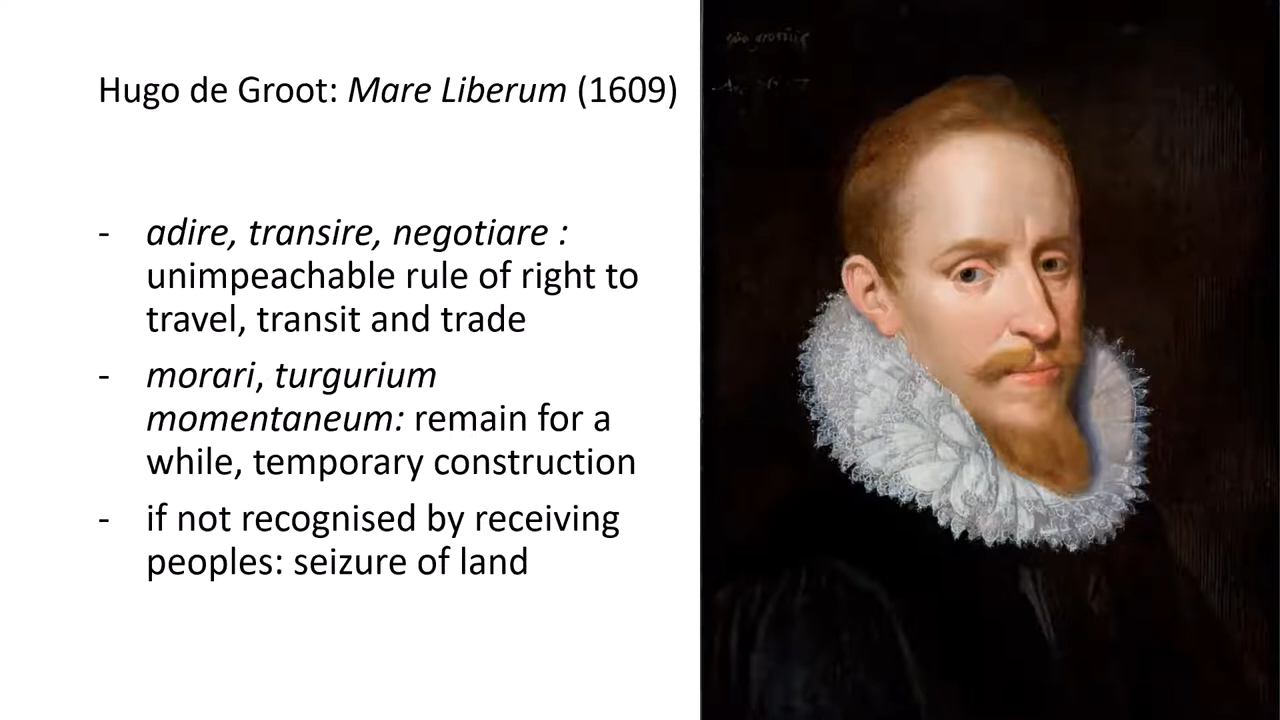 Hugo de Groot: Mare Liberum (1609)
- adire, transire, negotiare :
unimpeachable rule of right to
travel, transit and trade
- morari, turgurium
momentaneum: remain for a
while, temporary construction
- if not recognised by receiving
peoples: seizure of land